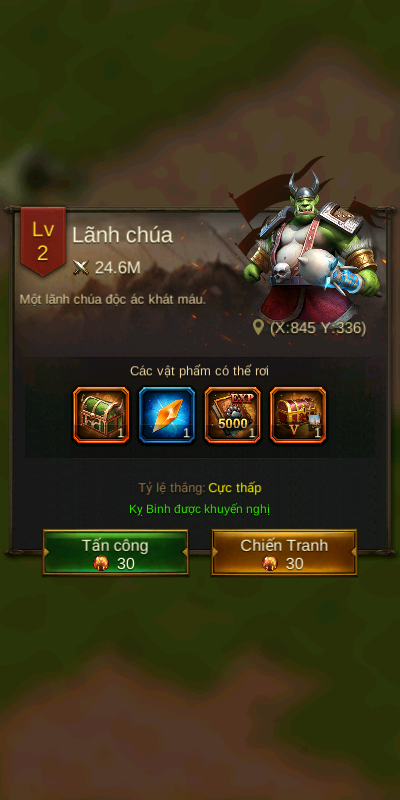 Lv
2
Lãnh chúa
24.6M
Một lãnh chúa độc ác khát máu.
(X:845 Y:336)
Các vật phẩm có thể rơi
1
1
EXP
5000
1
1
Tỷ lệ thắng: Cực thấp
Kỵ Binh được khuyến nghị
Tấn công
30
Chiến Tranh
30